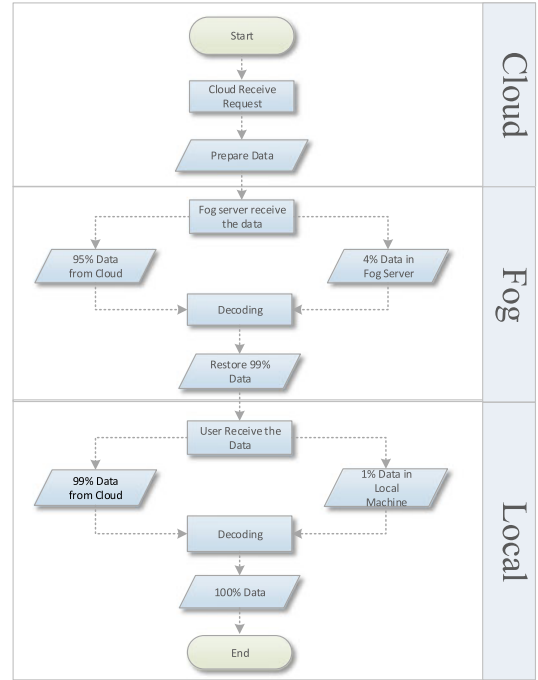 Start
Cloud Receive
Request
Prepare Data
Cloud
Fog server receive
the data
95% Data
from Cloud
4% Data in
Fog Server
Decoding
Restore 99%
Data
Fog
User Receive the
Data
99% Data
from Cloud
1% Data in
Local
Machine
Decoding
100% Data
End
Local